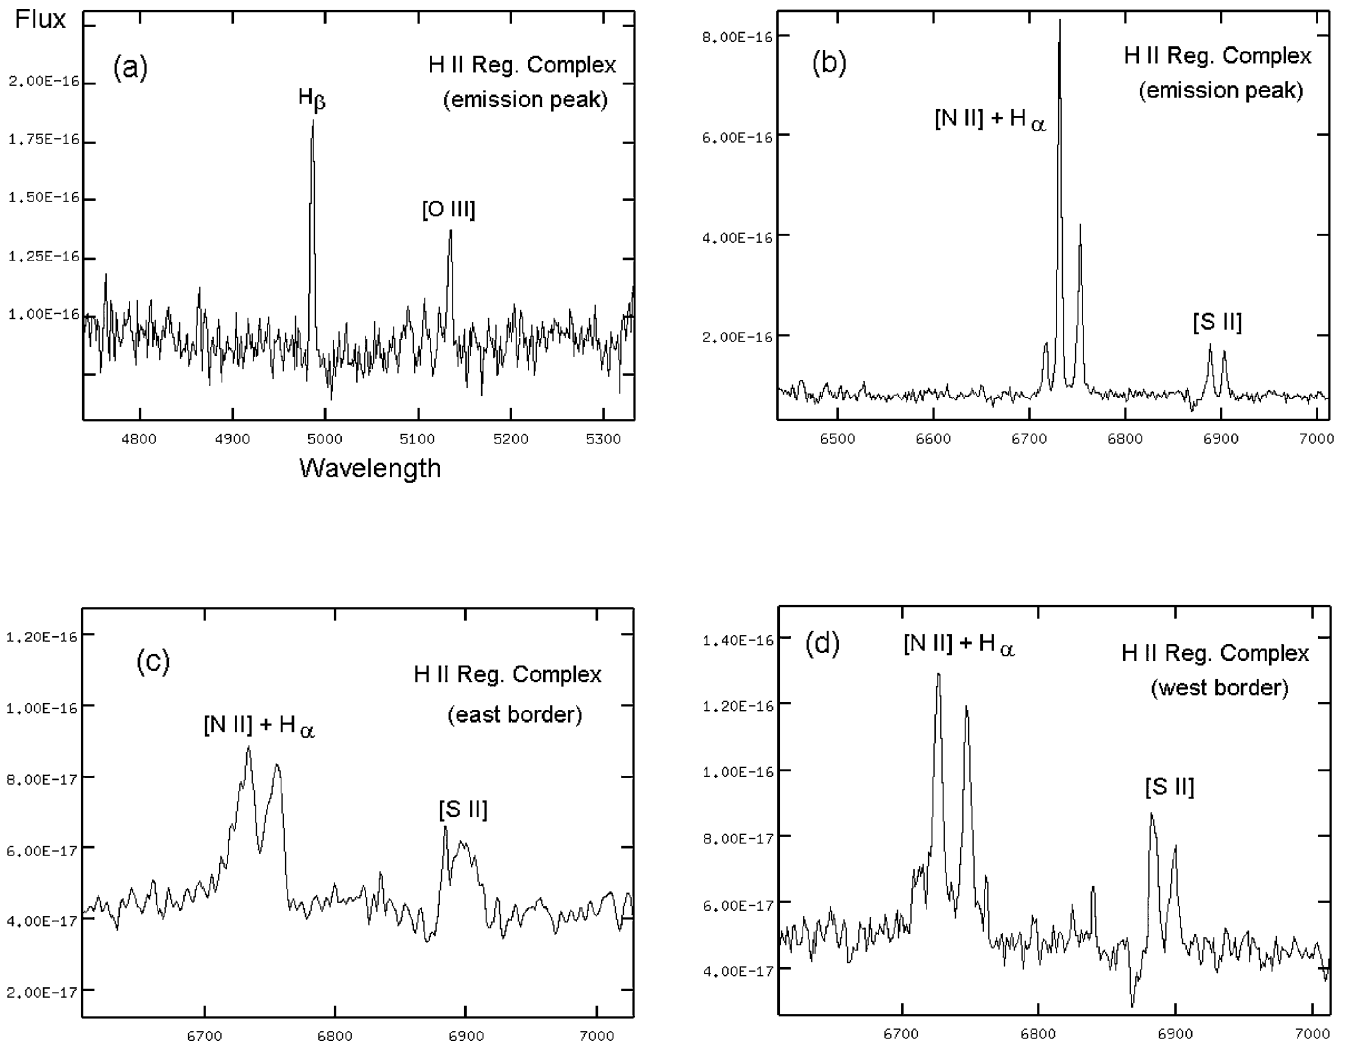 Flux
(a)
H II Reg. Complex
(emission peak)
Hβ
[O III]
2.00E-16
1.75E-16
1.50E-16
1.25E-16
1.00E-16
4800 4900 5000 5100 5200 5300
Wavelength
(b)
H II Reg. Complex
(emission peak)
[N II] + Hα
[S II]
8.00E-16
6.00E-16
4.00E-16
2.00E-16
6500 6600 6700 6800 6900 7000
(c)
H II Reg. Complex
(east border)
[N II] + Hα
[S II]
1.20E-16
1.00E-16
8.00E-17
6.00E-17
4.00E-17
2.00E-17
6700 6800 6900 7000
(d)
H II Reg. Complex
(west border)
[N II] + Hα
[S II]
1.40E-16
1.20E-16
1.00E-16
8.00E-17
6.00E-17
4.00E-17
6700 6800 6900 7000